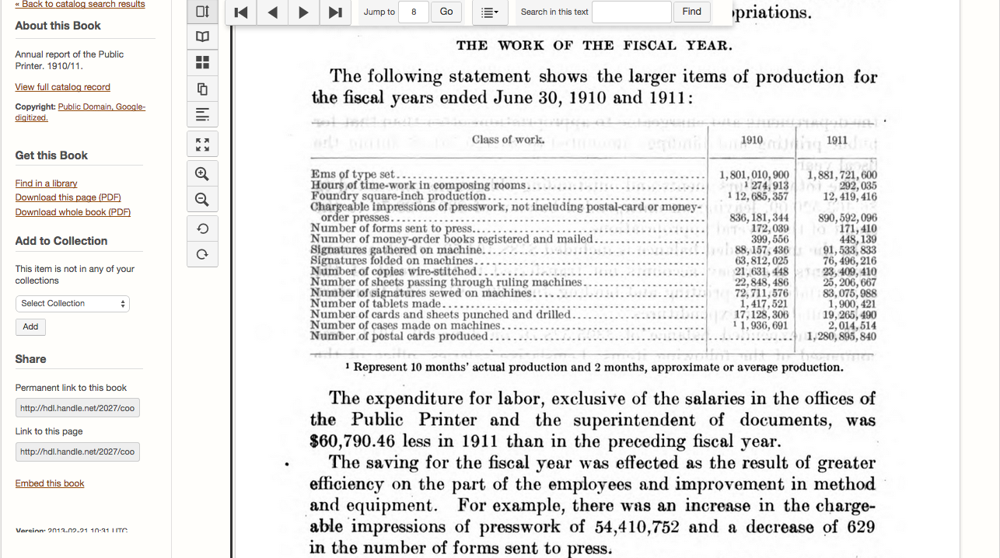 « Back to catalog search results
About this Book
Annual report of the Public
Printer. 1910/11.
View full catalog record
Copyright: Public Domain, Google-
digitized.
Get this Book
Find in a library
Download this page (PDF)
Download whole book (PDF)
Add to Collection
This item is not in any of your
collections
Select Collection
Add
Share
Permanent link to this book
http://hdl.handle.net/2027/coo
Link to this page
http://hdl.handle.net/2027/coo
Embed this book
Version: 2013-02-21 10:31 UTC
Jump to 8 Go
Search in this text Find
opriations.
THE WORK OF THE FISCAL YEAR.
The following statement shows the larger items of production for
the fiscal years ended June 30, 1910 and 1911:
Class of work. 1910 1911
Ems of type set 1,801,010,900 1,881,721,600
Hours of time-work in composing rooms ¹ 274,913 292,035
Foundry square-inch production ¹ 12,685,357 12,419,416
Chargeable impressions of presswork, not including postal-card or money-
order presses 836,181,344 890,592,096
Number of forms sent to press 172,039 171,410
Number of money-order books registered and mailed 399,556 448,139
Signatures gathered on machine 88,157,436 91,533,833
Signatures folded on machines 63,812,025 76,496,216
Number of copies wire-stitched 21,631,448 23,409,410
Number of sheets passing through ruling machines 22,848,486 25,206,667
Number of signatures sewed on machines 72,711,576 83,075,988
Number of tablets made 1,417,521 1,900,421
Number of cards and sheets punched and drilled 17,128,306 19,265,490
Number of cases made on machines ¹ 1,936,691 2,014,514
Number of postal cards produced 1,280,895,840
¹ Represent 10 months' actual production and 2 months, approximate or average production.
The expenditure for labor, exclusive of the salaries in the offices of
the Public Printer and the superintendent of documents, was
$60,790.46 less in 1911 than in the preceding fiscal year.
The saving for the fiscal year was effected as the result of greater
efficiency on the part of the employees and improvement in method
and equipment. For example, there was an increase in the charge-
able impressions of presswork of 54,410,752 and a decrease of 629
in the number of forms sent to press.